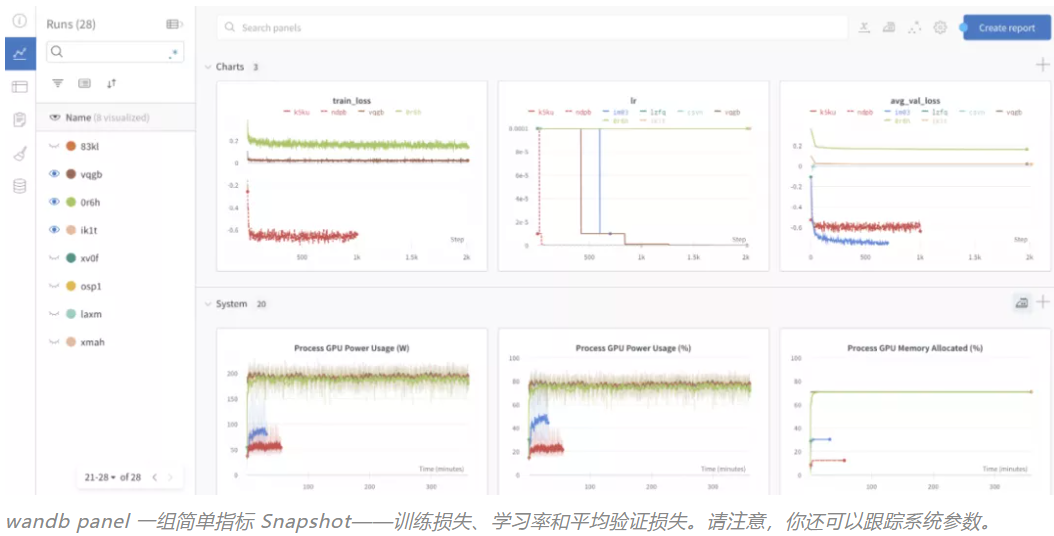 Runs (28)
Search panels
Create report
Name (8 visualized)
83kl
vqgb
0r6h
ik1t
xv0f
osp1
laxm
xmah
21-28 of 28
Charts 3
train_loss
k5ku ndpb vqgb 0r6h
0.2
0
-0.2
-0.4
-0.6
Step
500 1k 1.5k 2k
lr
k5ku ndpb vqgb
0r6h
0.0001
8e-5
6e-5
4e-5
2e-5
0
Step
500 1k 1.5k 2k
avg_val_loss
k5ku ndpb vqgb
0r6h
0.2
0
-0.2
-0.4
-0.6
Step
0 500 1k 1.5k 2k
System 20
Process GPU Power Usage (W)
200
150
100
50
0
Time (minutes)
100 200 300
Process GPU Power Usage (%)
100
80
60
40
20
0
Time (minutes)
100 200 300
Process GPU Memory Allocated (%)
100
80
60
40
20
0
Time (minutes)
100 200 300
wandb panel 一组简单指标 Snapshot——训练损失、学习率和平均验证损失。请注意，你还可以跟踪系统参数。